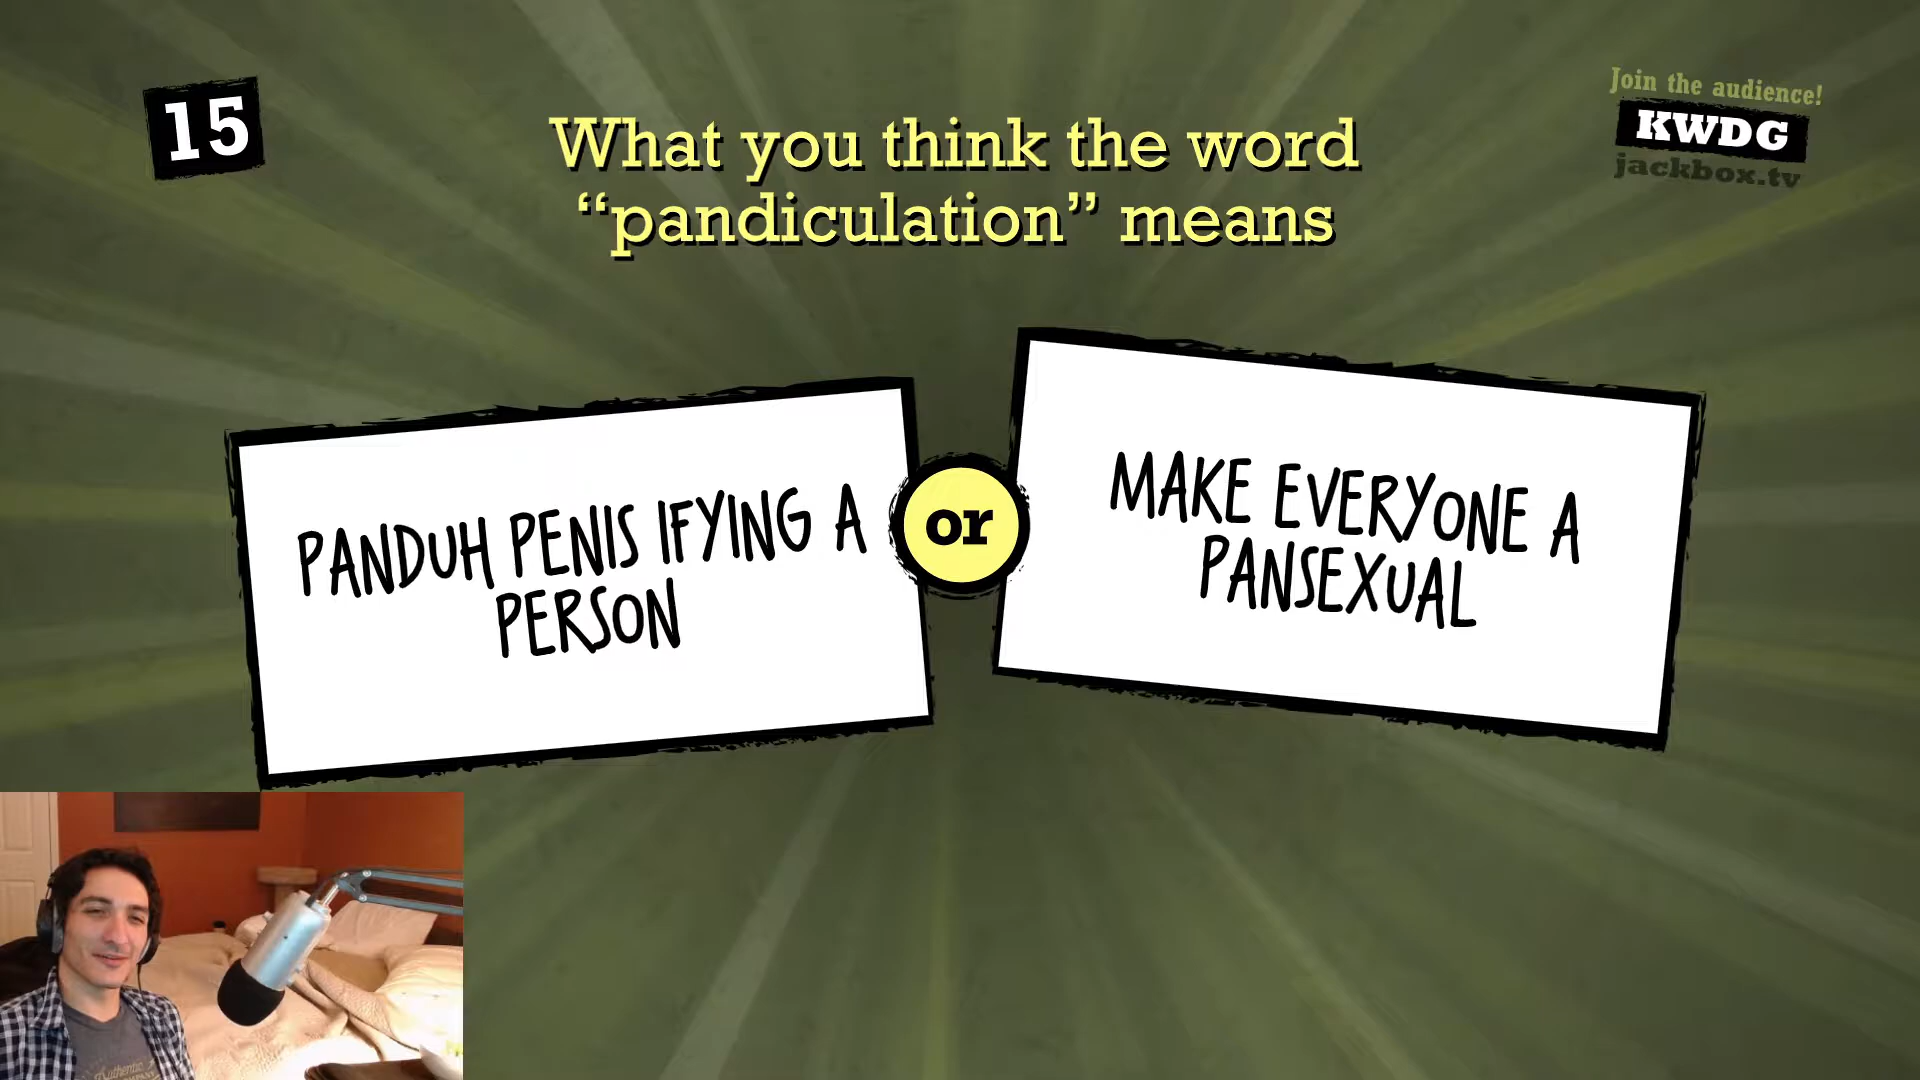 15
What you think the word
“pandiculation” means
Join the audience!
KWDG
jackbox.tv
PANDUH PENIS IFYING A
PERSON
or
MAKE EVERYONE A
PANSEXUAL
Authentic